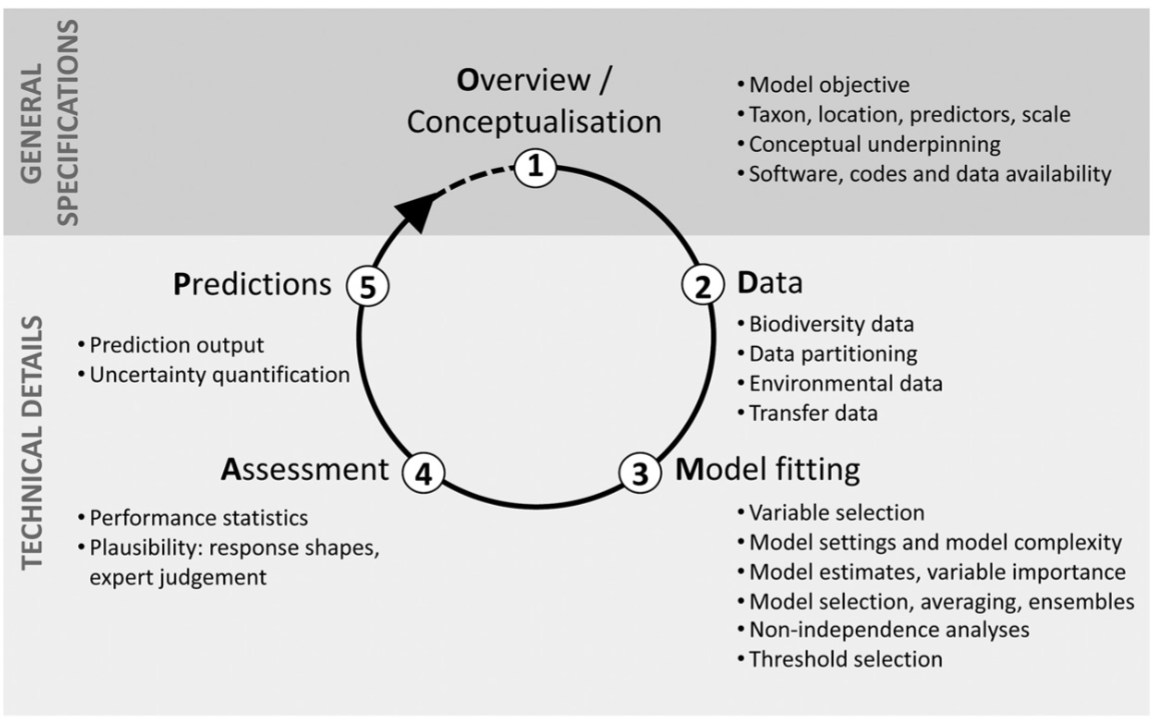 GENERAL
SPECIFICATIONS
Overview /
Conceptualisation
• Model objective
• Taxon, location, predictors, scale
• Conceptual underpinning
• Software, codes and data availability
1
TECHNICAL DETAILS
2 Data
• Biodiversity data
• Data partitioning
• Environmental data
• Transfer data
3 Model fitting
• Variable selection
• Model settings and model complexity
• Model estimates, variable importance
• Model selection, averaging, ensembles
• Non-independence analyses
• Threshold selection
Assessment 4
• Performance statistics
• Plausibility: response shapes,
expert judgement
Predictions 5
• Prediction output
• Uncertainty quantification